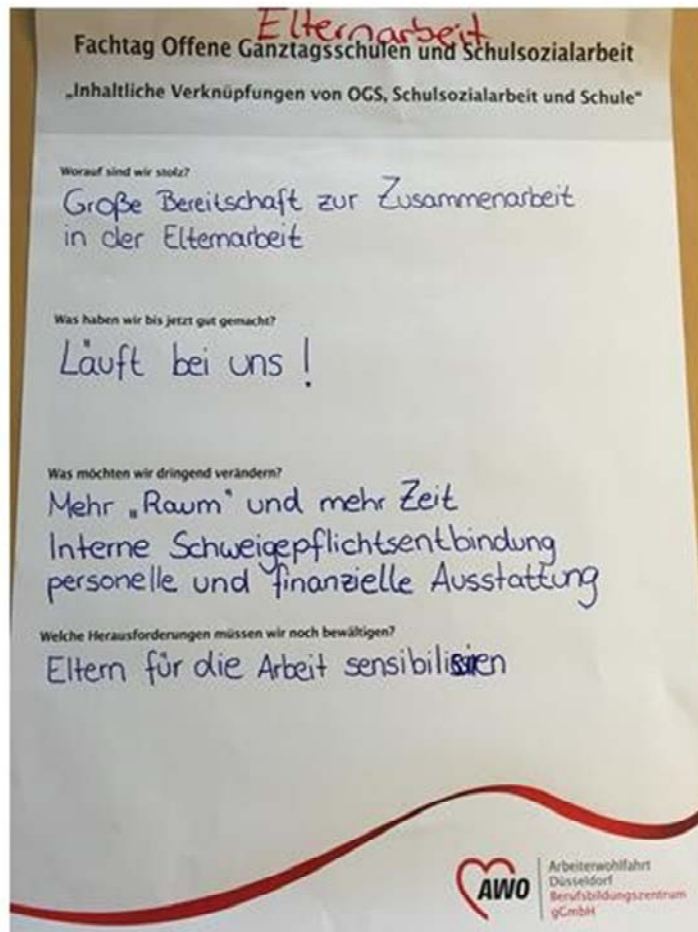 Elternarbeit
Fachtag Offene Ganztagsschulen und Schulsozialarbeit
„Inhaltliche Verknüpfungen von OGS, Schulsozialarbeit und Schule“
Worauf sind wir stolz?
Große Bereitschaft zur Zusammenarbeit
in der Elternarbeit
Was haben wir bis jetzt gut gemacht?
Läuft bei uns !
Was möchten wir dringend verändern?
Mehr „Raum“ und mehr Zeit
Interne Schweigepflichtsentbindung
personelle und finanzielle Ausstattung
Welche Herausforderungen müssen wir noch bewältigen?
Eltern für die Arbeit
AWO
Arbeiterwohlfahrt
Düsseldorf
Berufsbildungszentrum
gGmbH